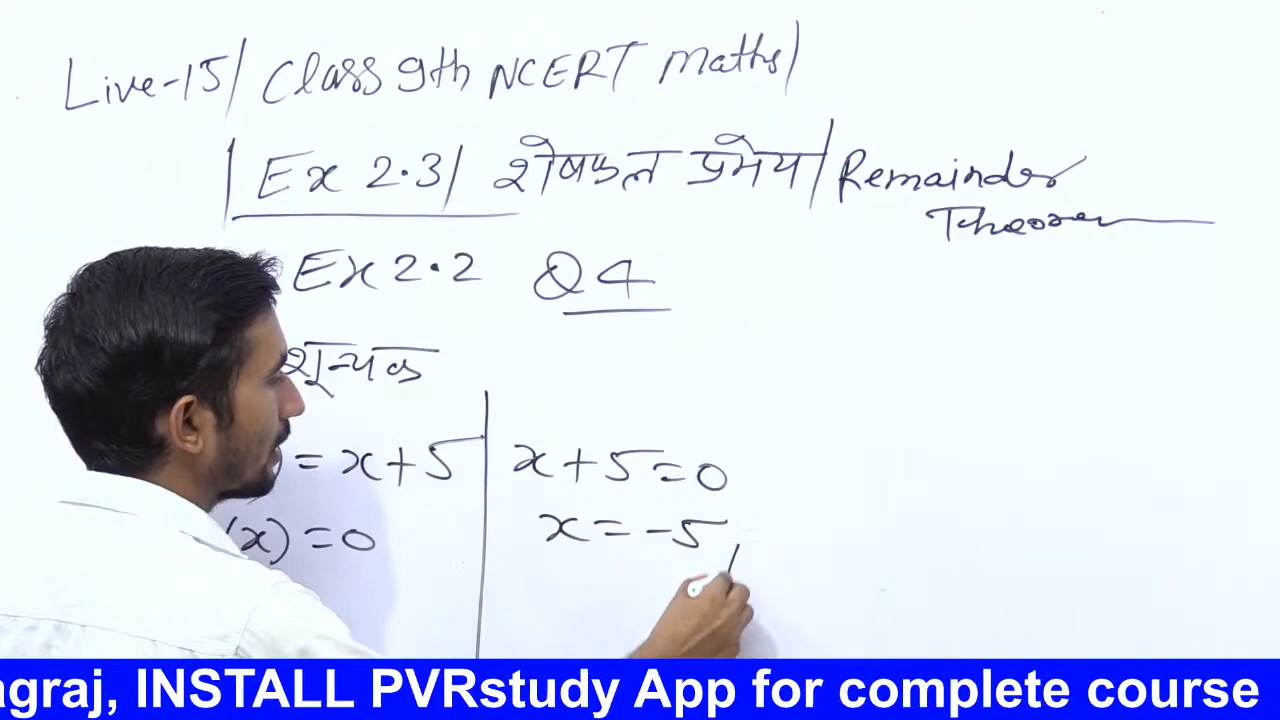 Live-15/ Class 9th NCERT Maths/
/ Ex 2.3/ शेषफल प्रमेय/ Remainder
Theorem
Ex 2.2 Q4
शून्यक
= x+5
(x) = 0
x+5=0
x=-5
agraj, INSTALL PVRstudy App for complete course